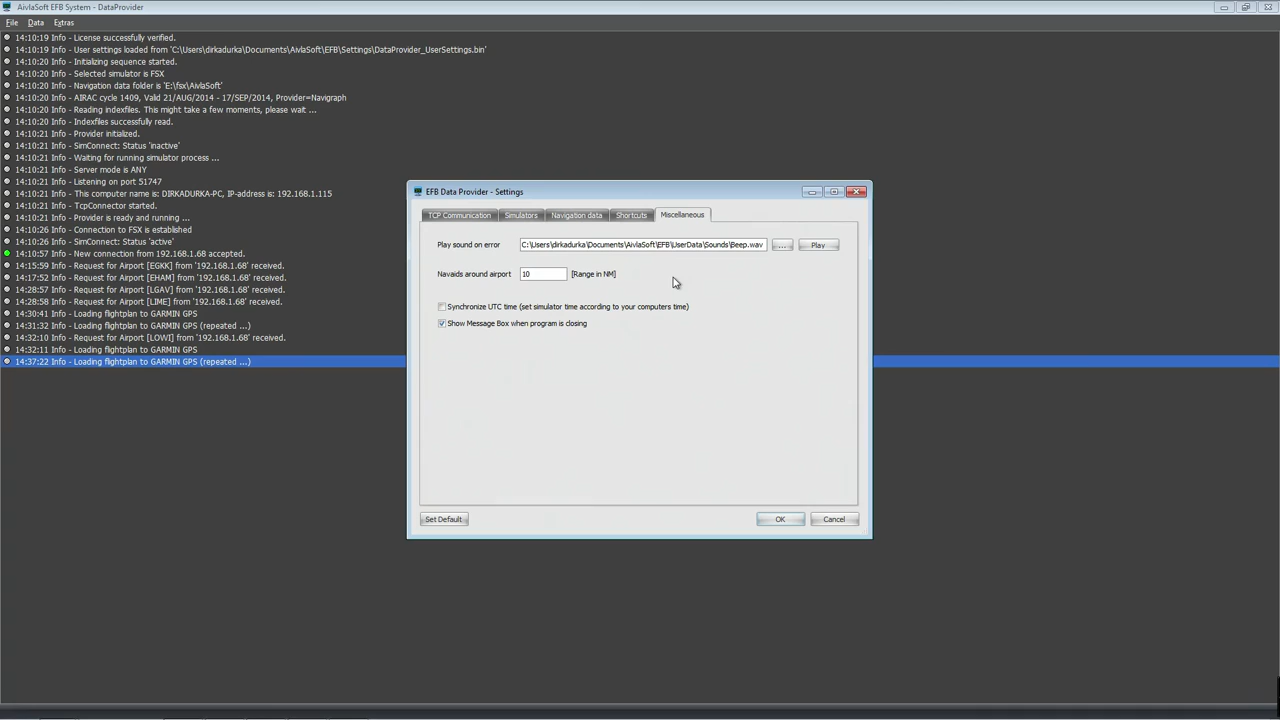 AivlaSoft EFB System - DataProvider
File Data Extras
14:10:19 Info - License successfully verified.
14:10:19 Info - User settings loaded from 'C:\Users\dirkadurka\Documents\AivlaSoft\EFB\Settings\DataProvider_UserSettings.bin'
14:10:20 Info - Initializing sequence started.
14:10:20 Info - Selected simulator is FSX
14:10:20 Info - Navigation data folder is 'E:\fsx\AivlaSoft'
14:10:20 Info - AIRAC cycle 1409, Valid 21/AUG/2014 - 17/SEP/2014, Provider=Navigraph
14:10:20 Info - Reading indexfiles. This might take a few moments, please wait ...
14:10:21 Info - Indexfiles successfully read.
14:10:21 Info - Provider initialized.
14:10:21 Info - SimConnect: Status 'inactive'
14:10:21 Info - Waiting for running simulator process ...
14:10:21 Info - Server mode is ANY
14:10:21 Info - Listening on port 51747
14:10:21 Info - This computer name is: DIRKADURKA-PC, IP-address is: 192.168.1.115
14:10:21 Info - TcpConnector started.
14:10:21 Info - Provider is ready and running ...
14:10:26 Info - Connection to FSX is established
14:10:26 Info - SimConnect: Status 'active'
14:10:57 Info - New connection from 192.168.1.68 accepted.
14:15:59 Info - Request for Airport [EGKK] from '192.168.1.68' received.
14:17:52 Info - Request for Airport [EHAM] from '192.168.1.68' received.
14:28:57 Info - Request for Airport [LGAV] from '192.168.1.68' received.
14:28:58 Info - Request for Airport [LIME] from '192.168.1.68' received.
14:30:41 Info - Loading flightplan to GARMIN GPS
14:31:32 Info - Loading flightplan to GARMIN GPS (repeated ...)
14:32:10 Info - Request for Airport [LOWI] from '192.168.1.68' received.
14:32:11 Info - Loading flightplan to GARMIN GPS
14:37:22 Info - Loading flightplan to GARMIN GPS (repeated ...)
EFB Data Provider - Settings
TCP Communication Simulators Navigation data Shortcuts Miscellaneous
Play sound on error C:\Users\dirkadurka\Documents\AivlaSoft\EFB\UserData\Sounds\Beep.wav ... Play
Navaids around airport 10 [Range in NM]
Synchronize UTC time (set simulator time according to your computers time)
Show Message Box when program is closing
Set Default OK Cancel